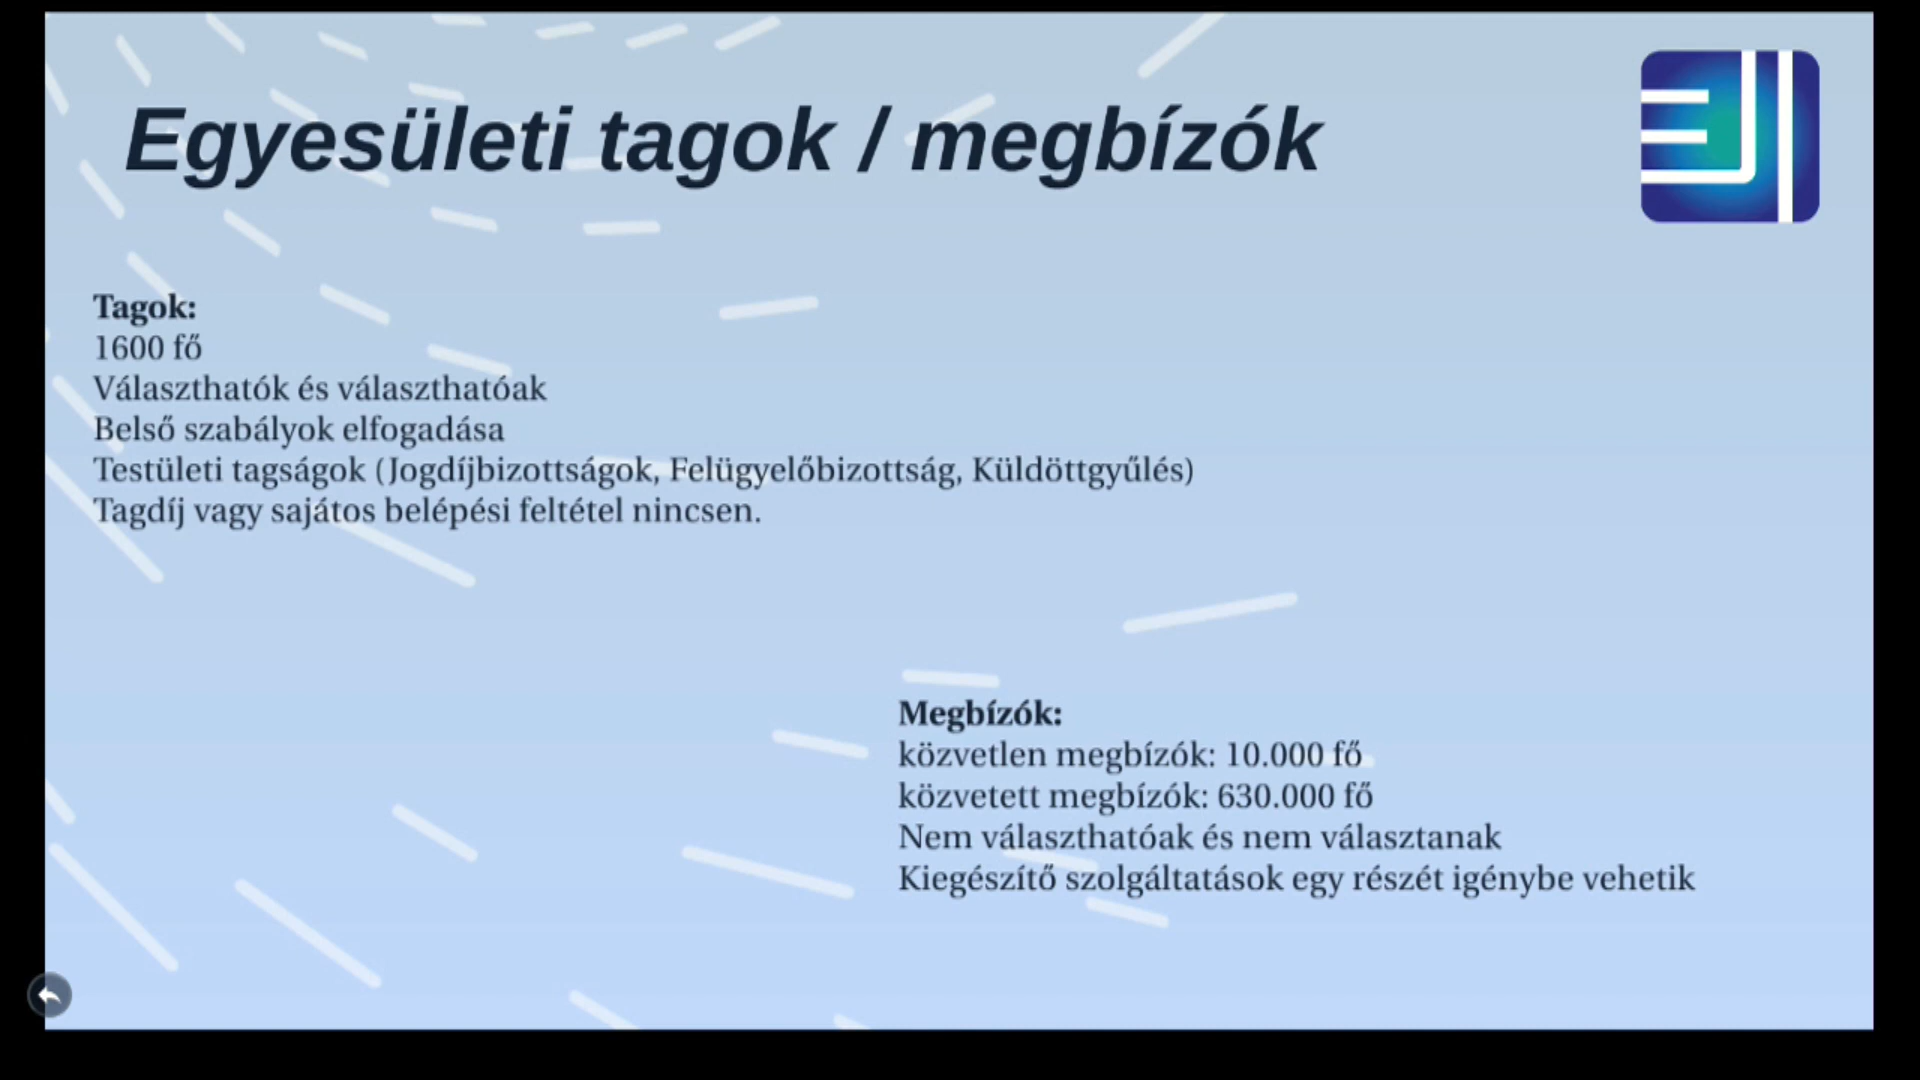 Egyesületi tagok / megbízók
Tagok:
1600 fő
Választhatók és választhatóak
Belső szabályok elfogadása
Testületi tagságok (Jogdíjbizottságok, Felügyelőbizottság, Küldöttgyűlés)
Tagdíj vagy sajátos belépési feltétel nincsen.
Megbízók:
közvetlen megbízók: 10.000 fő
közvetett megbízók: 630.000 fő
Nem választhatóak és nem választanak
Kiegészítő szolgáltatások egy részét igénybe vehetik